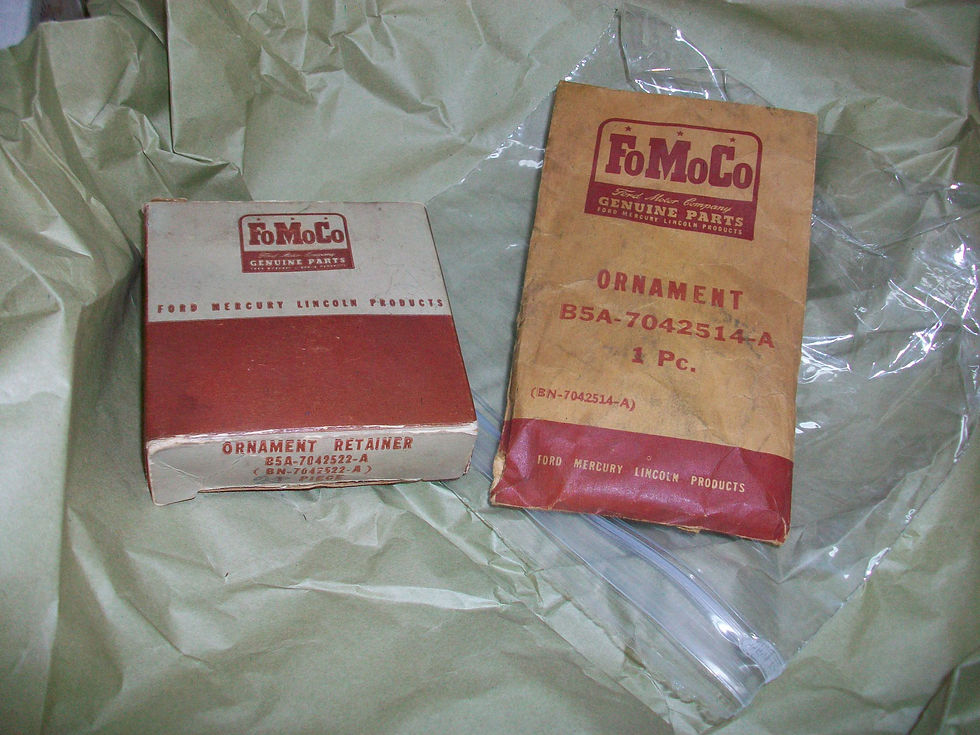 FoMoCo
Ford Motor Company
GENUINE PARTS
FORD MERCURY LINCOLN PRODUCTS
ORNAMENT RETAINER
B5A-7042522-A
(BN-7042522-A)
PIECE
FoMoCo
Ford Motor Company
GENUINE PARTS
FORD MERCURY LINCOLN PRODUCTS
ORNAMENT
B5A-7042514-A
1 Pc.
(BN-7042514-A)
FORD MERCURY LINCOLN PRODUCTS